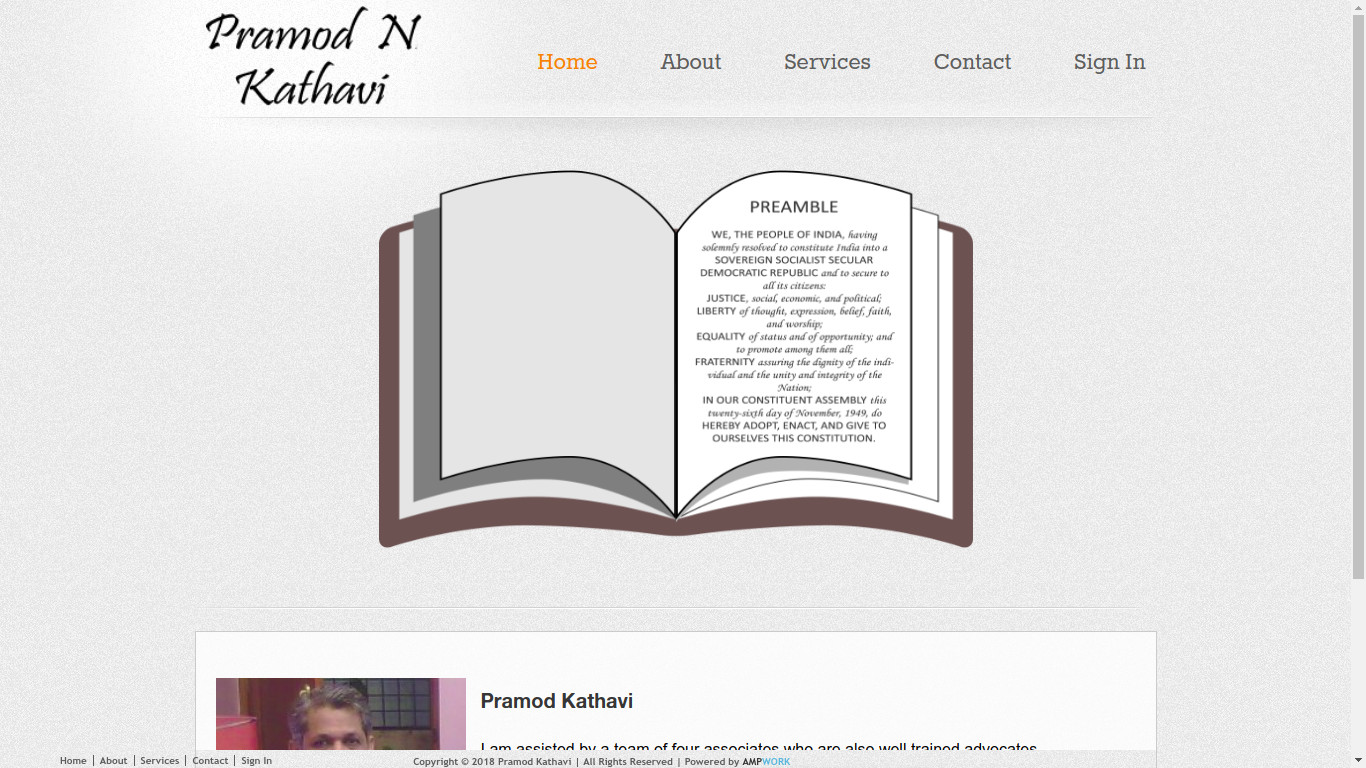 Pramod N
Kathavi
Home About Services Contact Sign In
PREAMBLE
WE, THE PEOPLE OF INDIA, having
solemnly resolved to constitute India into a
SOVEREIGN SOCIALIST SECULAR
DEMOCRATIC REPUBLIC and to secure to
all its citizens:
JUSTICE, social, economic, and political;
LIBERTY of thought, expression, belief, faith,
and worship;
EQUALITY of status and of opportunity; and
to promote among them all;
FRATERNITY assuring the dignity of the indi-
vidual and the unity and integrity of the
Nation;
IN OUR CONSTITUENT ASSEMBLY this
twenty-sixth day of November, 1949, do
HEREBY ADOPT, ENACT, AND GIVE TO
OURSELVES THIS CONSTITUTION.
Pramod Kathavi
I am assisted by a team of four associates who are also well trained advocates
Home | About | Services | Contact | Sign In
Copyright © 2018 Pramod Kathavi | All Rights Reserved | Powered by AMPWORK